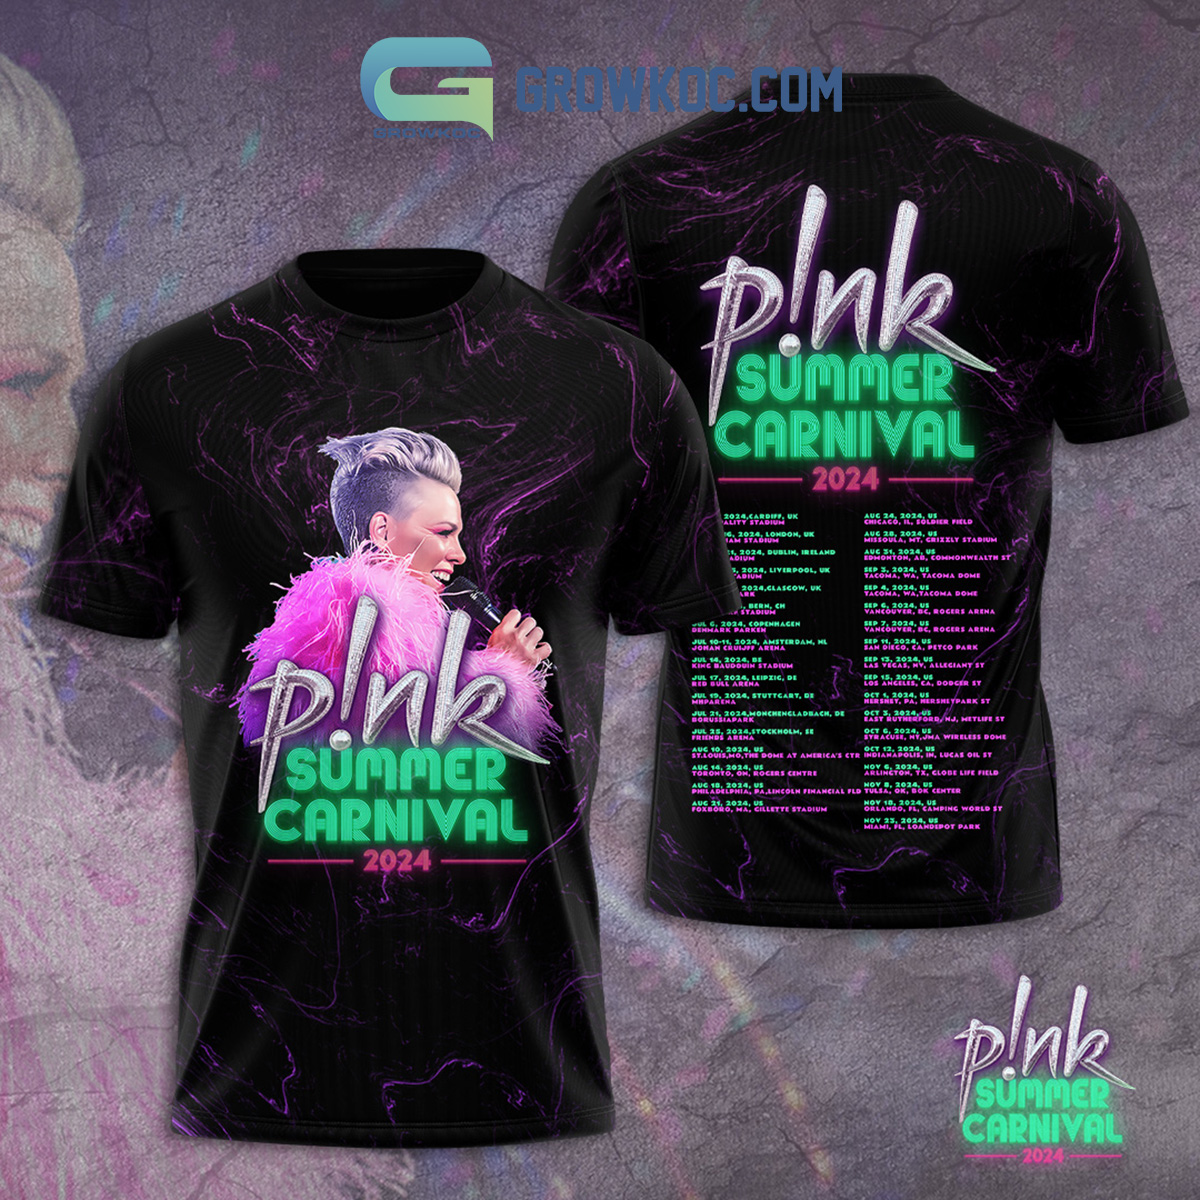 GROWKOC.COM
p!nk
SUMMER
CARNIVAL
2024
2024,CARDIFF, UK
ALITY STADIUM
2024, LONDON, UK
AM STADIUM
2024, DUBLIN, IRELAND
ADIUM
2024, LIVERPOOL, UK
TADIUM
2024,GLASGOW, UK
ARK
BERN, CH
STADIUM
JUL 6, 2024, COPENHAGEN
DENMARK PARKEN
JUL 10-11, 2024, AMSTERDAM, NL
JOHAN CRUIJFF ARENA
JUL 14, 2024, BE
KING BAUDOUIN STADIUM
JUL 17, 2024, LEIPZIG, DE
RED BULL ARENA
JUL 19, 2024, STUTTGART, DE
MHPARENA
JUL 21, 2024,MONCHENGLADBACH, DE
BORUSSIAPARK
JUL 25, 2024,STOCKHOLM, SE
FRIENDS ARENA
AUG 10, 2024, US
ST.LOUIS,MO,THE DOME AT AMERICA'S CTR
AUG 14, 2024, US
TORONTO, ON, ROGERS CENTRE
AUG 18, 2024, US
PHILADELPHIA, PA,LINCOLN FINANCIAL FLD
AUG 21, 2024, US
FOXBORO, MA, GILLETTE STADIUM
AUG 24, 2024, US
CHICAGO, IL, SOLDIER FIELD
AUG 28, 2024, US
MISSOULA, MT, GRIZZLY STADIUM
AUG 31, 2024, US
EDMONTON, AB, COMMONWEALTH ST
SEP 3, 2024, US
TACOMA, WA, TACOMA DOME
SEP 4, 2024, US
TACOMA, WA,TACOMA DOME
SEP 6, 2024, US
VANCOUVER, BC, ROGERS ARENA
SEP 7, 2024, US
VANCOUVER, BC, ROGERS ARENA
SEP 11, 2024, US
SAN DIEGO, CA, PETCO PARK
SEP 13, 2024, US
LAS VEGAS, NV, ALLEGIANT ST
SEP 15, 2024, US
LOS ANGELES, CA, DODGER ST
OCT 1, 2024, US
HERSHEY, PA, HERSHEYPARK ST
OCT 3, 2024, US
EAST RUTHERFORD, NJ, METLIFE ST
OCT 6, 2024, US
SYRACUSE, NY,JMA WIRELESS DOME
OCT 12, 2024, US
INDIANAPOLIS, IN, LUCAS OIL ST
NOV 6, 2024, US
ARLINGTON, TX, GLOBE LIFE FIELD
NOV 8, 2024, US
TULSA, OK, BOK CENTER
NOV 18, 2024, US
ORLANDO, FL, CAMPING WORLD ST
NOV 23, 2024, US
MIAMI, FL, LOANDEPOT PARK
p!nk
SUMMER
CARNIVAL
2024
p!nk
SUMMER
CARNIVAL
2024